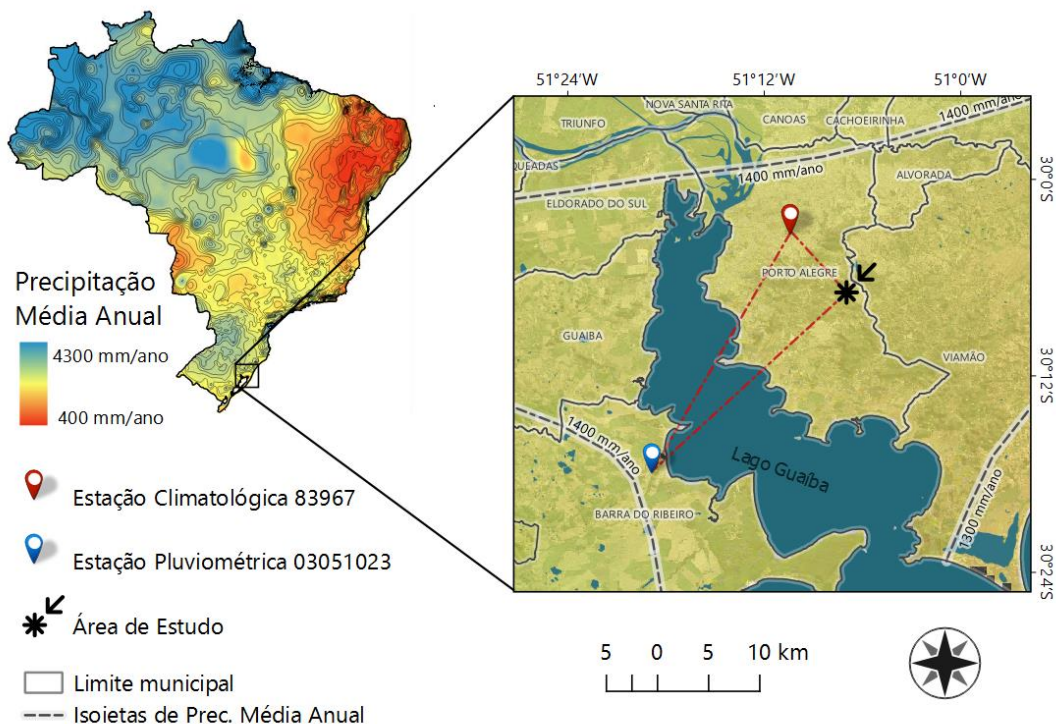 51°24'W
51°12'W
51°0'W
NOVA SANTA RITA
TRIUNFO
CANOAS
CACHOEIRINHA
1400 mm/ano
QUEADAS
1400 mm/ano
ALVORADA
30°0'S
ELDORADO DO SUL
PORTO ALEGRE
GUAIBA
VIAMÃO
30°12'S
1400 mm/ano
Lago Guaíba
BARRA DO RIBEIRO
1300 mm/ano
30°24'S
Precipitação
Média Anual
4300 mm/ano
400 mm/ano
Estação Climatológica 83967
Estação Pluviométrica 03051023
Área de Estudo
Limite municipal
Isoietas de Prec. Média Anual
5 0 5 10 km